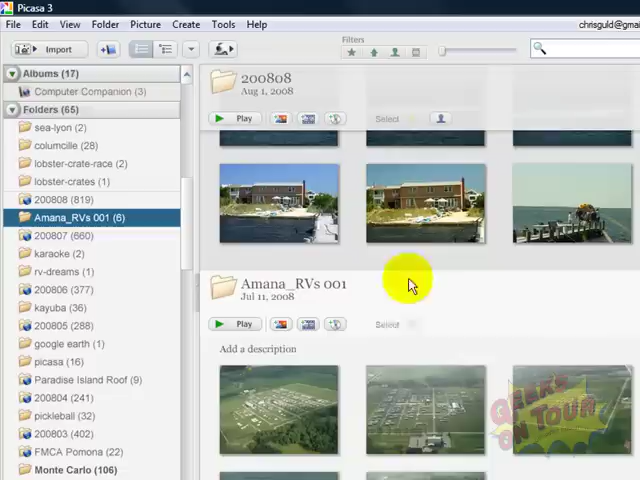 Picasa 3
File Edit View Folder Picture Create Tools Help
chrisguld@gmai
Import
Filters
Albums (17)
Computer Companion (3)
Folders (65)
sea-lyon (2)
columcille (28)
lobster-crate-race (2)
lobster-crates (1)
200808 (819)
Amana_RVs 001 (6)
200807 (660)
karaoke (2)
rv-dreams (1)
200806 (377)
kayuba (36)
200805 (288)
google earth (1)
picasa (16)
Paradise Island Roof (9)
200804 (241)
pickleball (32)
200803 (402)
FMCA Pomona (22)
Monte Carlo (106)
200808
Aug 1, 2008
Play
Select
Amana_RVs 001
Jul 11, 2008
Play
Select
Add a description
GEEKS
ON TOUR